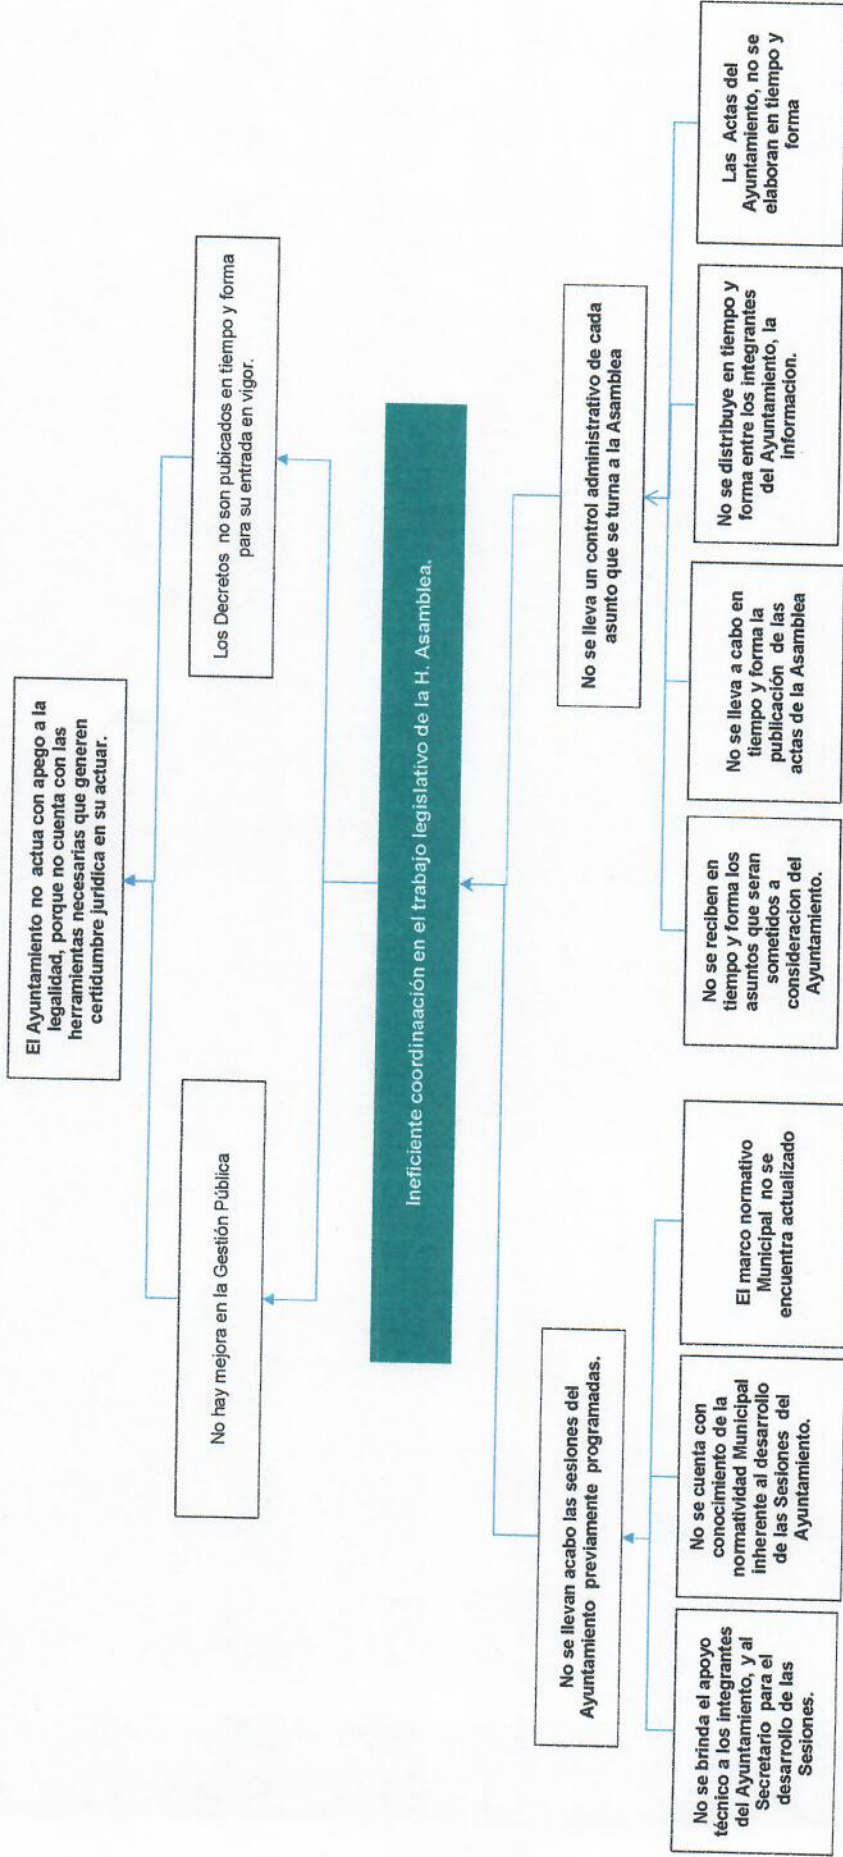 El Ayuntamiento no actua con apego a la
legalidad, porque no cuenta con las
herramientas necesarias que generen
certidumbre juridica en su actuar.
No hay mejora en la Gestión Pública
Los Decretos no son pubicados en tiempo y forma
para su entrada en vigor.
Ineficiente coordinaación en el trabajo legislativo de la H. Asamblea.
No se llevan acabo las sesiones del
Ayuntamiento previamente programadas.
No se lleva un control administrativo de cada
asunto que se turna a la Asamblea
No se brinda el apoyo
técnico a los integrantes
del Ayuntamiento, y al
Secretario para el
desarrollo de las
Sesiones.
No se cuenta con
conocimiento de la
normatividad Municipal
inherente al desarrollo
de las Sesiones del
Ayuntamiento.
El marco normativo
Municipal no se
encuentra actualizado
No se reciben en
tiempo y forma los
asuntos que seran
sometidos a
consideracion del
Ayuntamiento.
No se lleva a cabo en
tiempo y forma la
publicación de las
actas de la Asamblea
No se distribuye en tiempo y
forma entre los integrantes
del Ayuntamiento, la
informacion.
Las Actas del
Ayuntamiento, no se
elaboran en tiempo y
forma